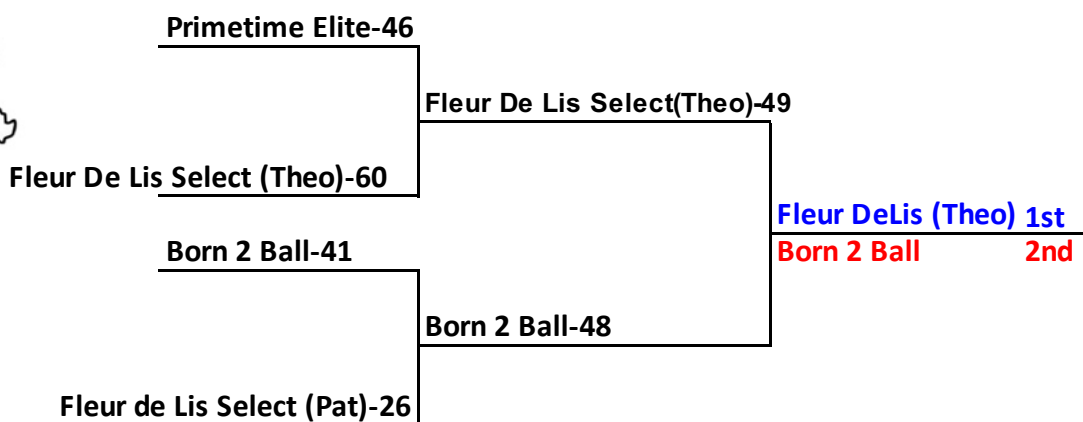 Primetime Elite-46
Fleur De Lis Select(Theo)-49
Fleur De Lis Select (Theo)-60
Fleur DeLis (Theo) 1st
Born 2 Ball-41
Born 2 Ball 2nd
Born 2 Ball-48
Fleur de Lis Select (Pat)-26